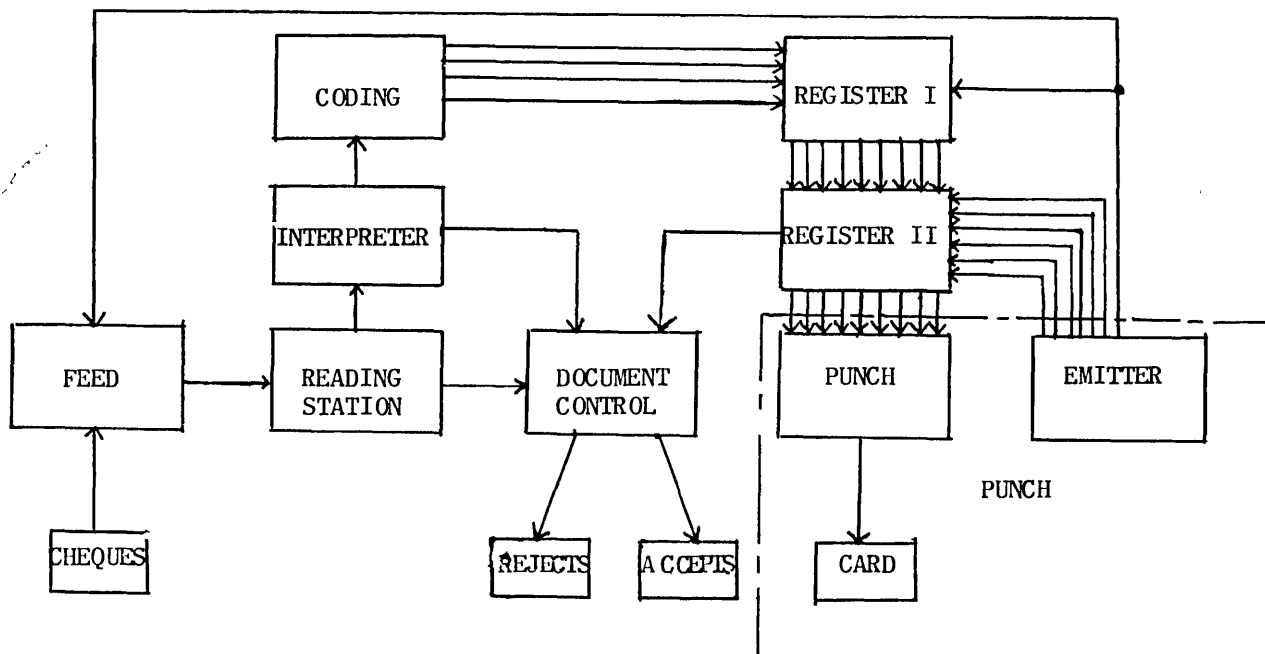 CODING
REGISTER I
INTERPRETER
REGISTER II
FEED
READING
STATION
DOCUMENT
CONTROL
PUNCH
EMITTER
PUNCH
CHEQUES
REJECTS
ACCEPTS
CARD